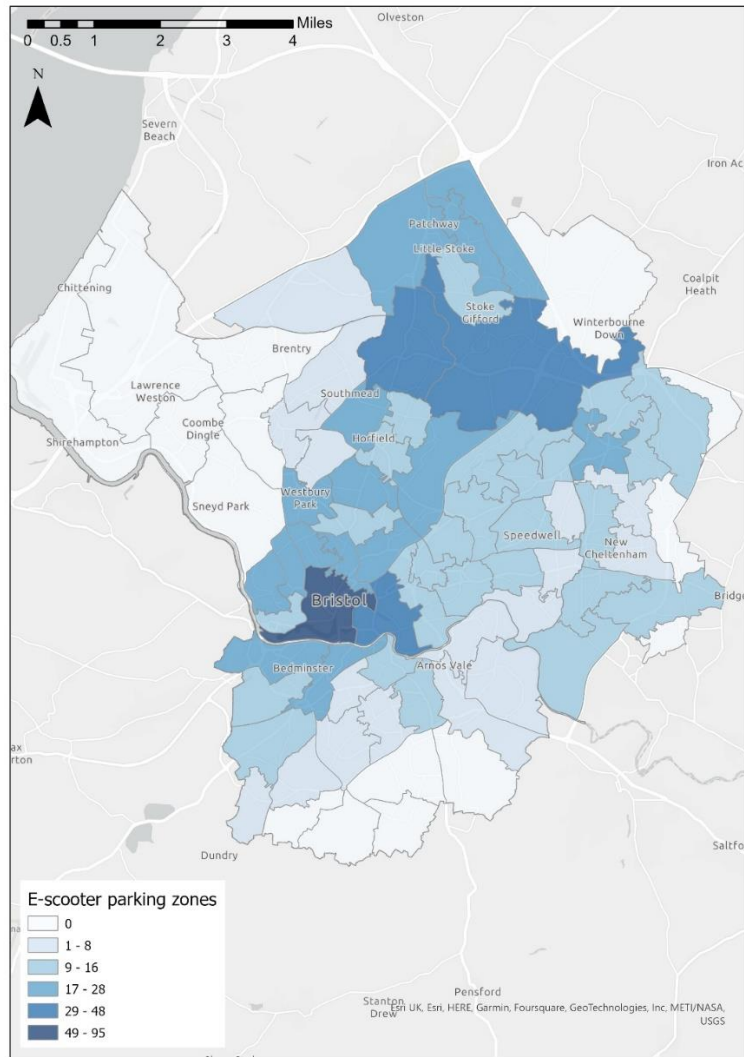 Miles
0 0.5 1 2 3 4
Olveston
N
Severn
Beach
Iron Ac
Patchway
Little Stoke
Coalpit
Heath
Chittening
Stoke
Gifford
Winterbourne
Down
Brentry
Lawrence
Weston
Southmead
Coombe
Dingle
Shirehampton
Horfield
Westbury
Park
Sneyd Park
Speedwell
New
Cheltenham
Bristol
Bridge
Bedminster
Arnos Vale
ax
rton
Saltfo
Dundry
E-scooter parking zones
0
1 - 8
9 - 16
17 - 28
29 - 48
49 - 95
Pensford
Stanton
Drew
Esri UK, Esri, HERE, Garmin, Foursquare, GeoTechnologies, Inc, METI/NASA,
USGS